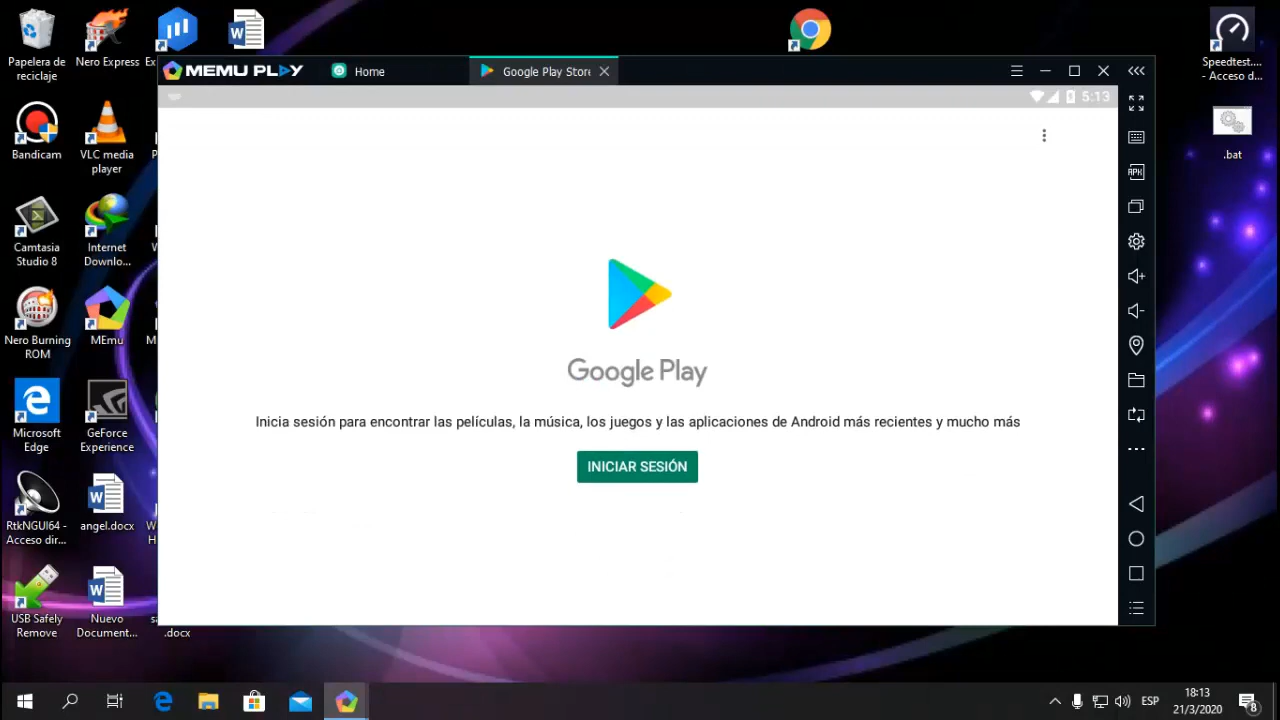 Papelera de
reciclaje
Nero Express
Ex
Speedtest...
- Acceso d...
MEMU PLAY
Home
Google Play Store
5:13
Bandicam
VLC media
player
P
.bat
APK
Camtasia
Studio 8
Internet
Downlo...
Google Play
Inicia sesión para encontrar las películas, la música, los juegos y las aplicaciones de Android más recientes y mucho más
INICIAR SESIÓN
Nero Burning
ROM
MEmu
M
Microsoft
Edge
GeForce
Experience
RtkNGUI64 -
Acceso dir...
angel.docx
W
H
USB Safely
Remove
Nuevo
Document...
.docx
ESP
18:13
21/3/2020
8